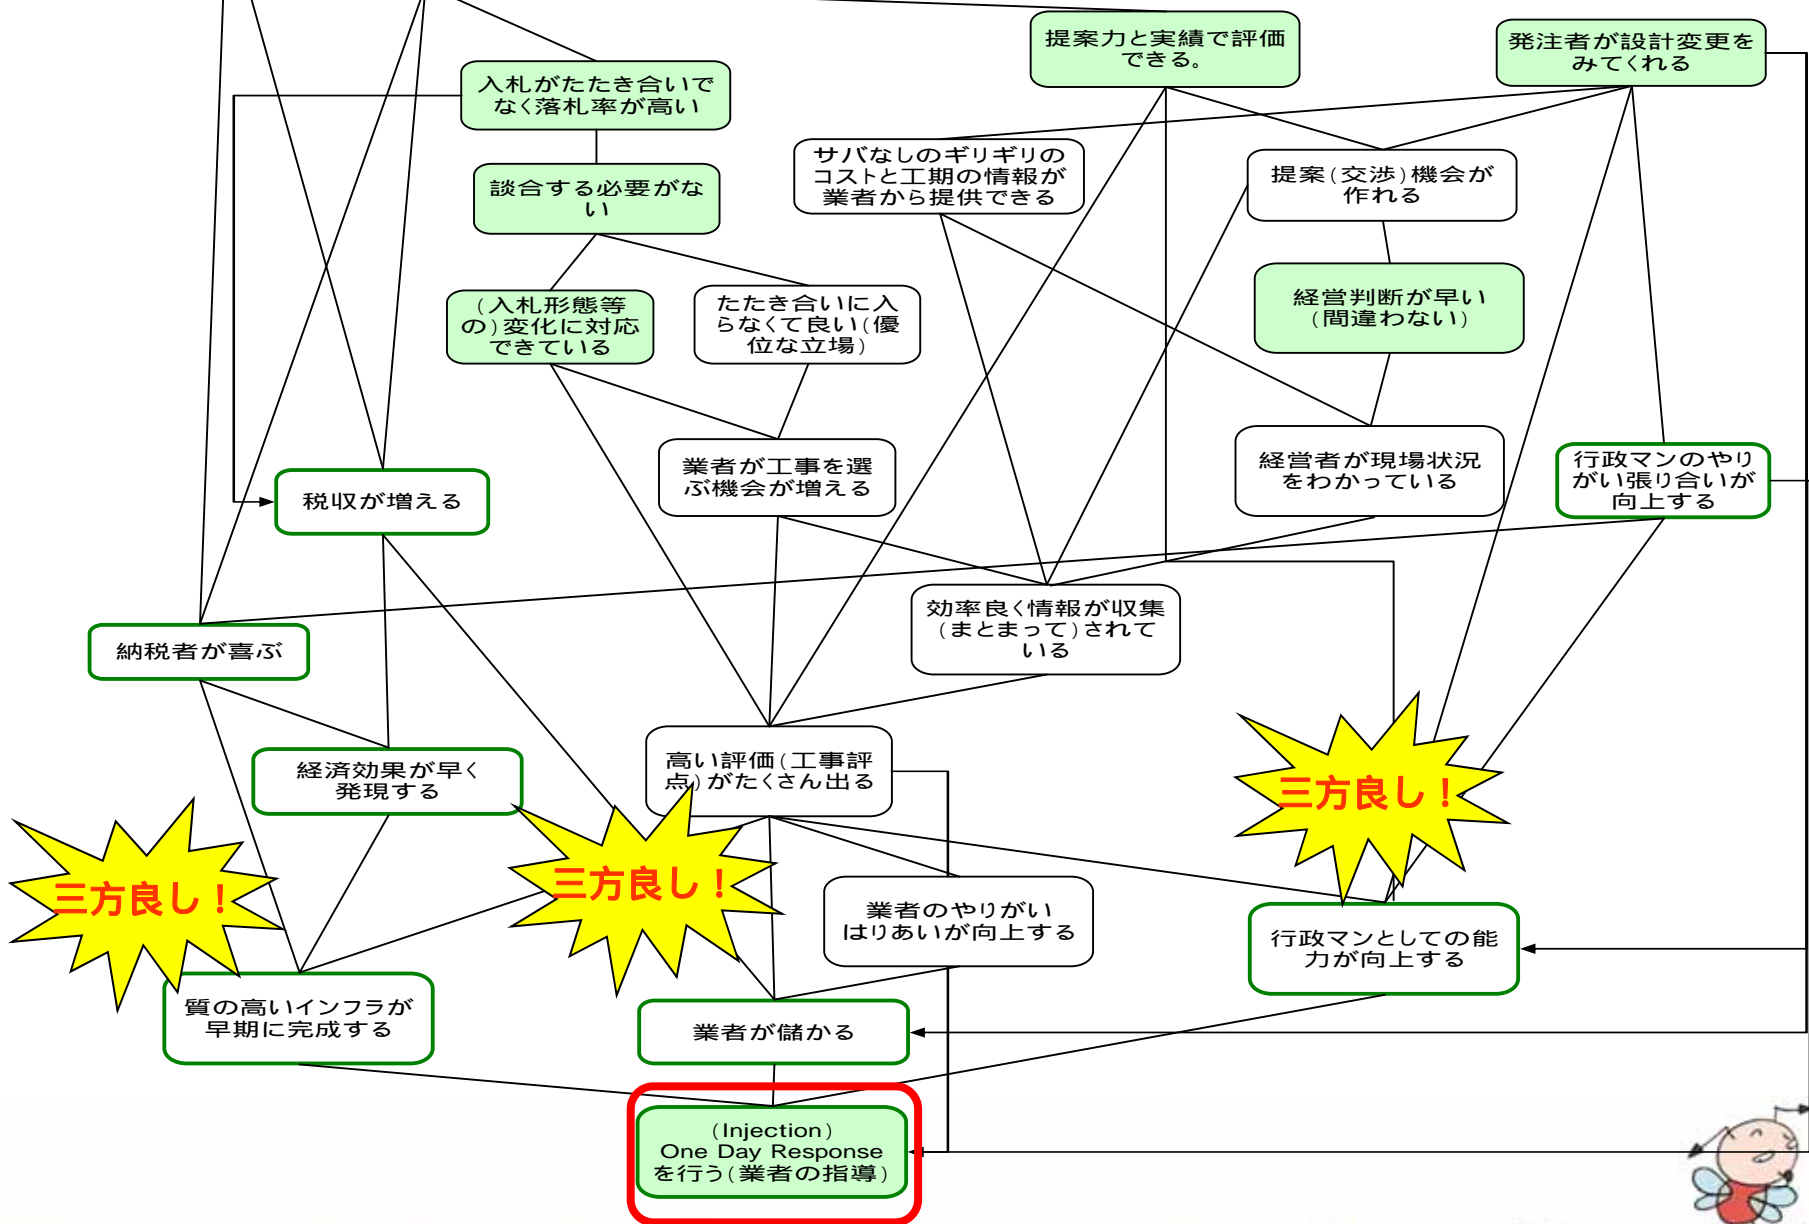 提案力と実績で評価
できる。
発注者が設計変更を
みてくれる
入札がたたき合いで
なく落札率が高い
サバなしのギリギリの
コストと工期の情報が
業者から提供できる
提案(交渉)機会が
作れる
談合する必要がな
い
(入札形態等
の)変化に対応
できている
たたき合いに入
らなくて良い(優
位な立場)
経営判断が早い
(間違わない)
業者が工事を選
ぶ機会が増える
経営者が現場状況
をわかっている
行政マンのやり
がい張り合いが
向上する
税収が増える
効率良く情報が収集
(まとまって)されて
いる
納税者が喜ぶ
高い評価(工事評
点)がたくさん出る
経済効果が早く
発現する
三方良し!
三方良し!
三方良し!
業者のやりがい
はりあいが向上する
行政マンとしての能
力が向上する
質の高いインフラが
早期に完成する
業者が儲かる
(Injection)
One Day Response
を行う(業者の指導)